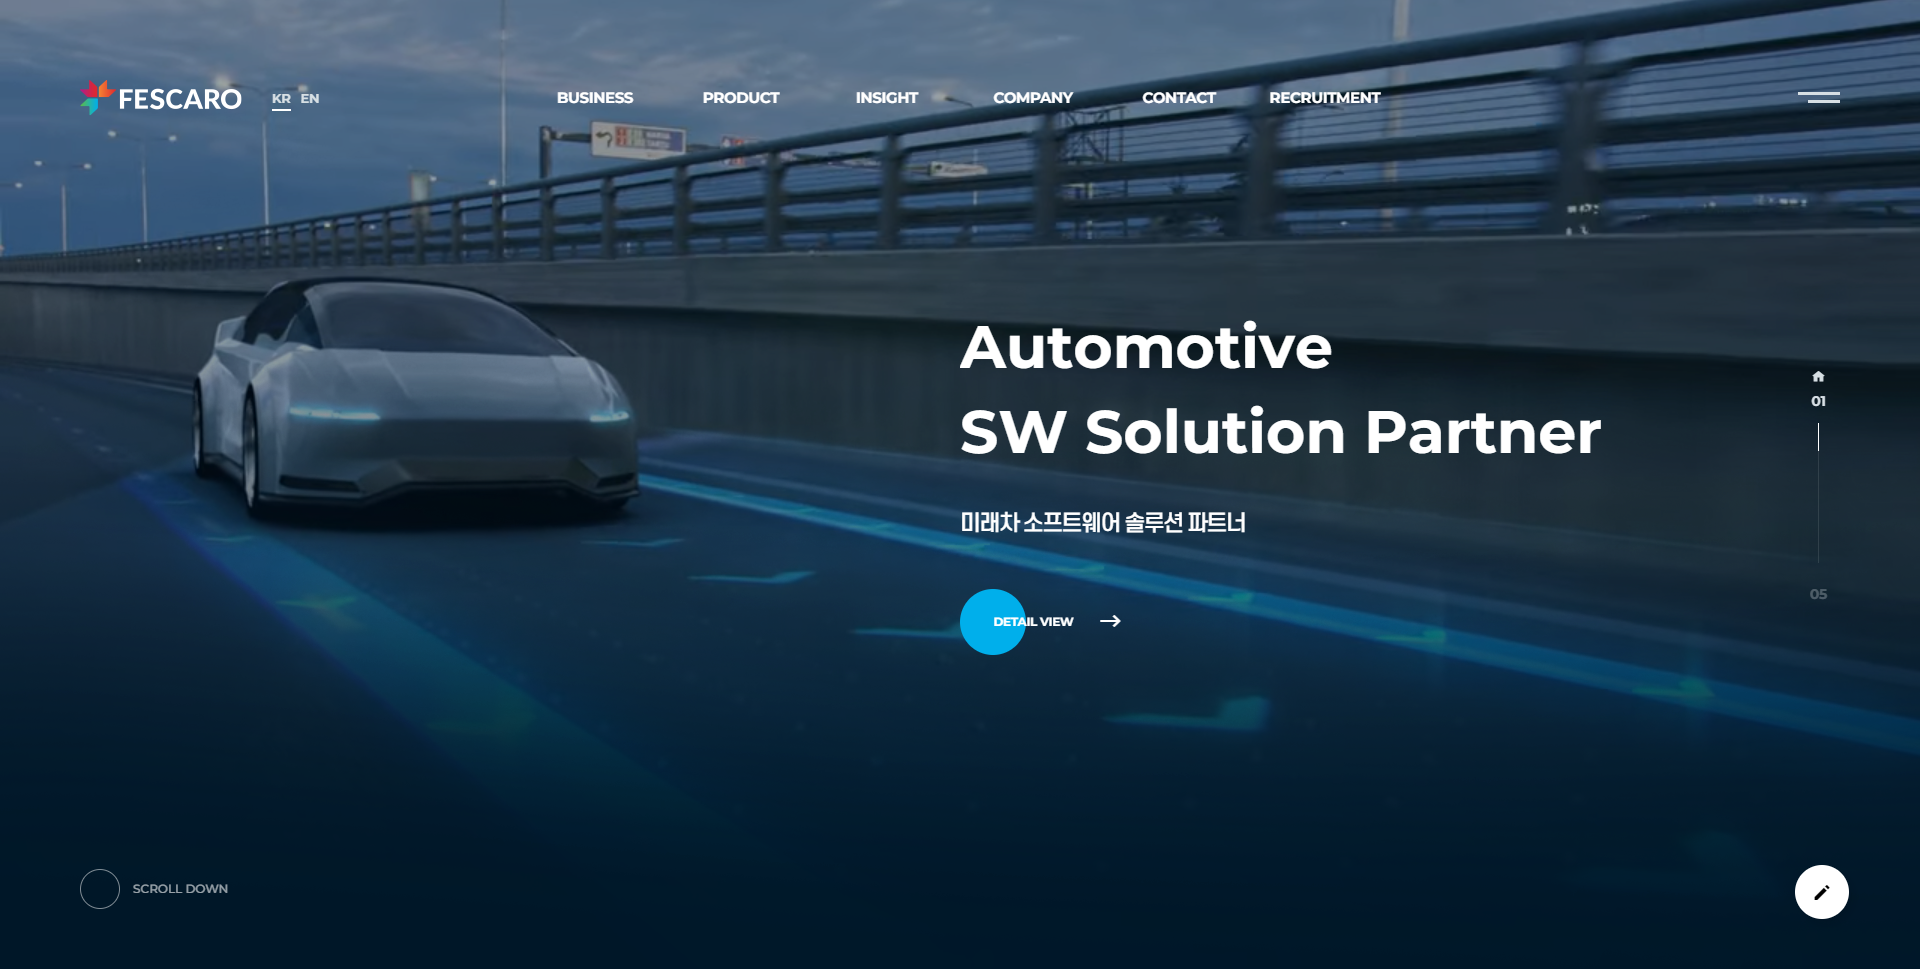 FESCARO
KR EN
BUSINESS PRODUCT INSIGHT COMPANY CONTACT RECRUITMENT
Automotive
SW Solution Partner
미래차 소프트웨어 솔루션 파트너
DETAIL VIEW
01
05
SCROLL DOWN